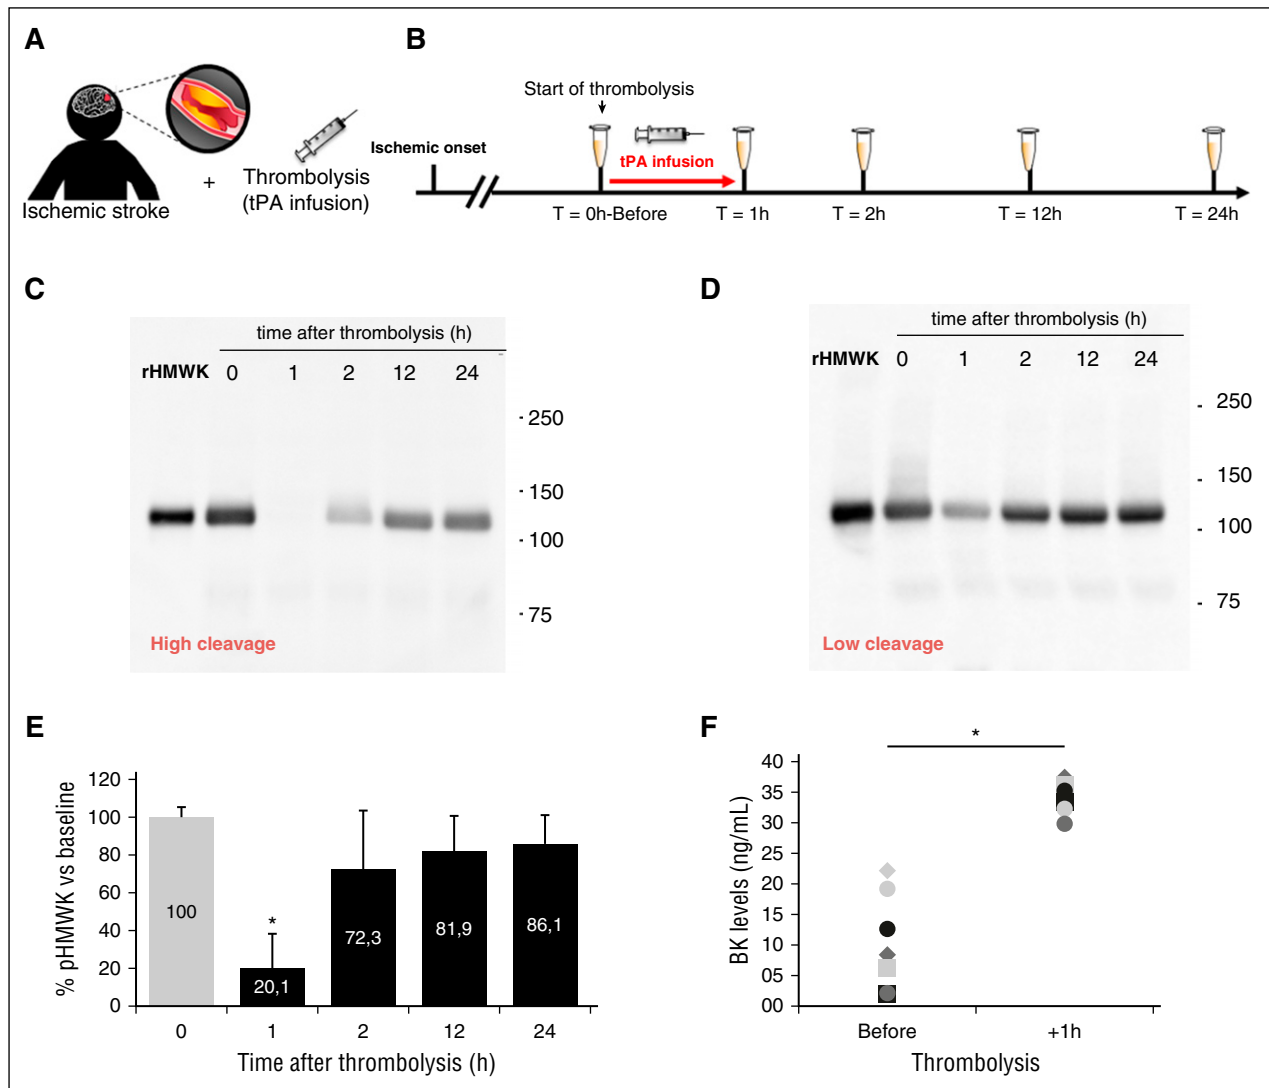 A
Ischemic stroke
+
Thrombolysis
(tPA infusion)
B
Start of thrombolysis
Ischemic onset
tPA infusion
T = 0h-Before
T = 1h
T = 2h
T = 12h
T = 24h
C
time after thrombolysis (h)
rHMWK 0 1 2 12 24
250
150
100
75
High cleavage
D
time after thrombolysis (h)
rHMWK 0 1 2 12 24
250
150
100
75
Low cleavage
E
% pHMWK vs baseline
120
100
80
60
40
20
0
100
*
20,1
72,3
81,9
86,1
0 1 2 12 24
Time after thrombolysis (h)
F
*
BK levels (ng/mL)
40
35
30
25
20
15
10
05
00
Before +1h
Thrombolysis